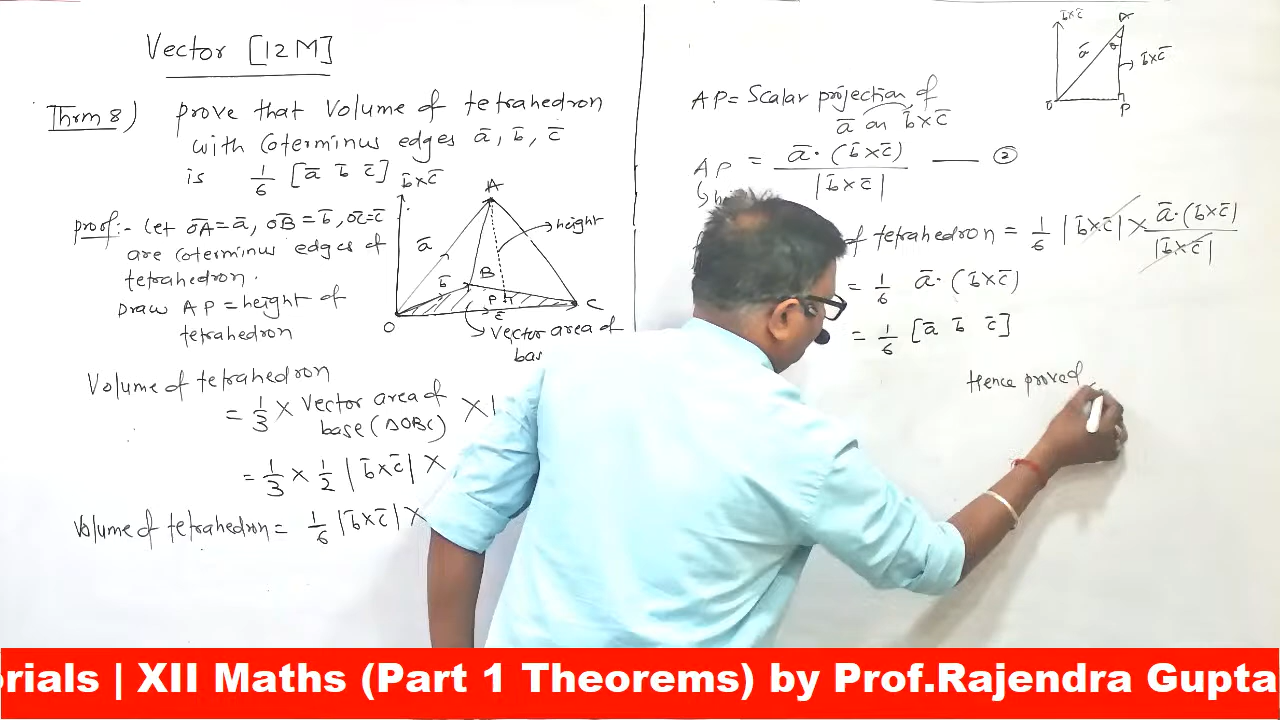 Vector [12M]
Thrm 8) prove that Volume of tetrahedron
with Coterminus edges a̅, b̅, c̅
is 1/6 [a̅ b̅ c̅]
proof:- Let O̅A̅=a̅, O̅B̅=b̅, O̅C̅=c̅
are Coterminus edges of
tetrahedron.
Draw AP = height of
tetrahedron
b̅×c̅
A
height
a̅
B
b̅
P
c̅
C
O
Vector area of
Volume of tetrahedron
= 1/3 × Vector area of
base (ΔOBC) ×
= 1/3 × 1/2 |b̅×c̅| ×
Volume of tetrahedron = 1/6 |b̅×c̅| ×
b̅×c̅
a̅
b̅×c̅
P
AP = Scalar projection of
a̅ on b̅×c̅
AP = a̅·(b̅×c̅) / |b̅×c̅| —— ②
of tetrahedron = 1/6 |b̅×c̅| × a̅·(b̅×c̅) / |b̅×c̅|
= 1/6 a̅·(b̅×c̅)
= 1/6 [a̅ b̅ c̅]
Hence proved
rials | XII Maths (Part 1 Theorems) by Prof.Rajendra Gupta